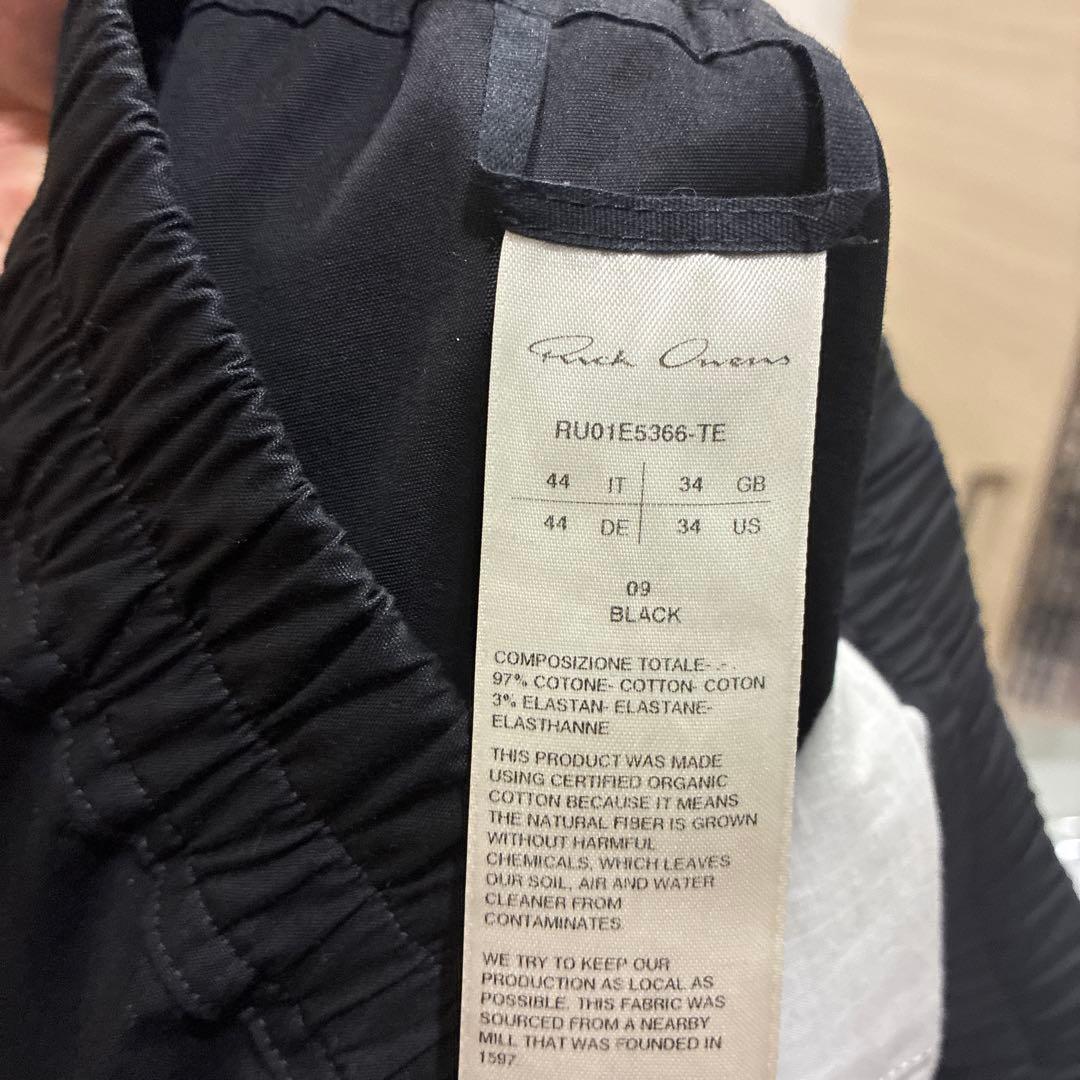 Rick Owens
RU01E5366-TE
44 IT 34 GB
44 DE 34 US
09
BLACK
COMPOSIZIONE TOTALE- .- .
97% COTONE- COTTON- COTON
3% ELASTAN- ELASTANE-
ELASTHANNE
THIS PRODUCT WAS MADE
USING CERTIFIED ORGANIC
COTTON BECAUSE IT MEANS
THE NATURAL FIBER IS GROWN
WITHOUT HARMFUL
CHEMICALS, WHICH LEAVES
OUR SOIL, AIR AND WATER
CLEANER FROM
CONTAMINATES.
WE TRY TO KEEP OUR
PRODUCTION AS LOCAL AS
POSSIBLE. THIS FABRIC WAS
SOURCED FROM A NEARBY
MILL THAT WAS FOUNDED IN
1597.